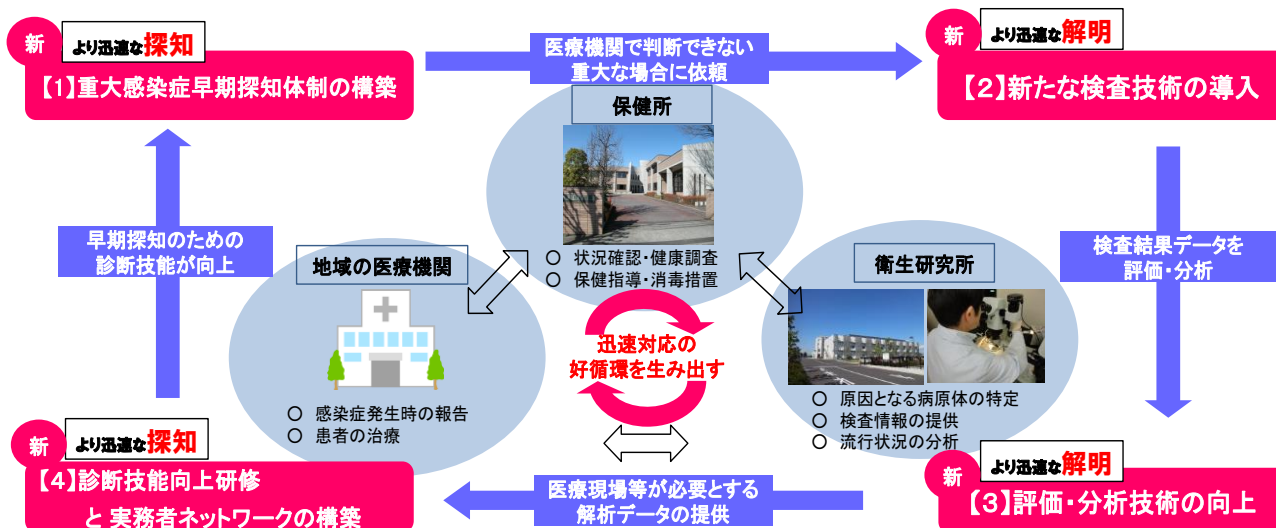 新
より迅速な探知
【1】重大感染症早期探知体制の構築
医療機関で判断できない
重大な場合に依頼
新
より迅速な解明
【2】新たな検査技術の導入
保健所
○ 状況確認・健康調査
○ 保健指導・消毒措置
早期探知のための
診断技能が向上
地域の医療機関
○ 感染症発生時の報告
○ 患者の治療
迅速対応の
好循環を生み出す
衛生研究所
○ 原因となる病原体の特定
○ 検査情報の提供
○ 流行状況の分析
検査結果データを
評価・分析
新
より迅速な探知
【4】診断技能向上研修
と 実務者ネットワークの構築
医療現場等が必要とする
解析データの提供
新
より迅速な解明
【3】評価・分析技術の向上